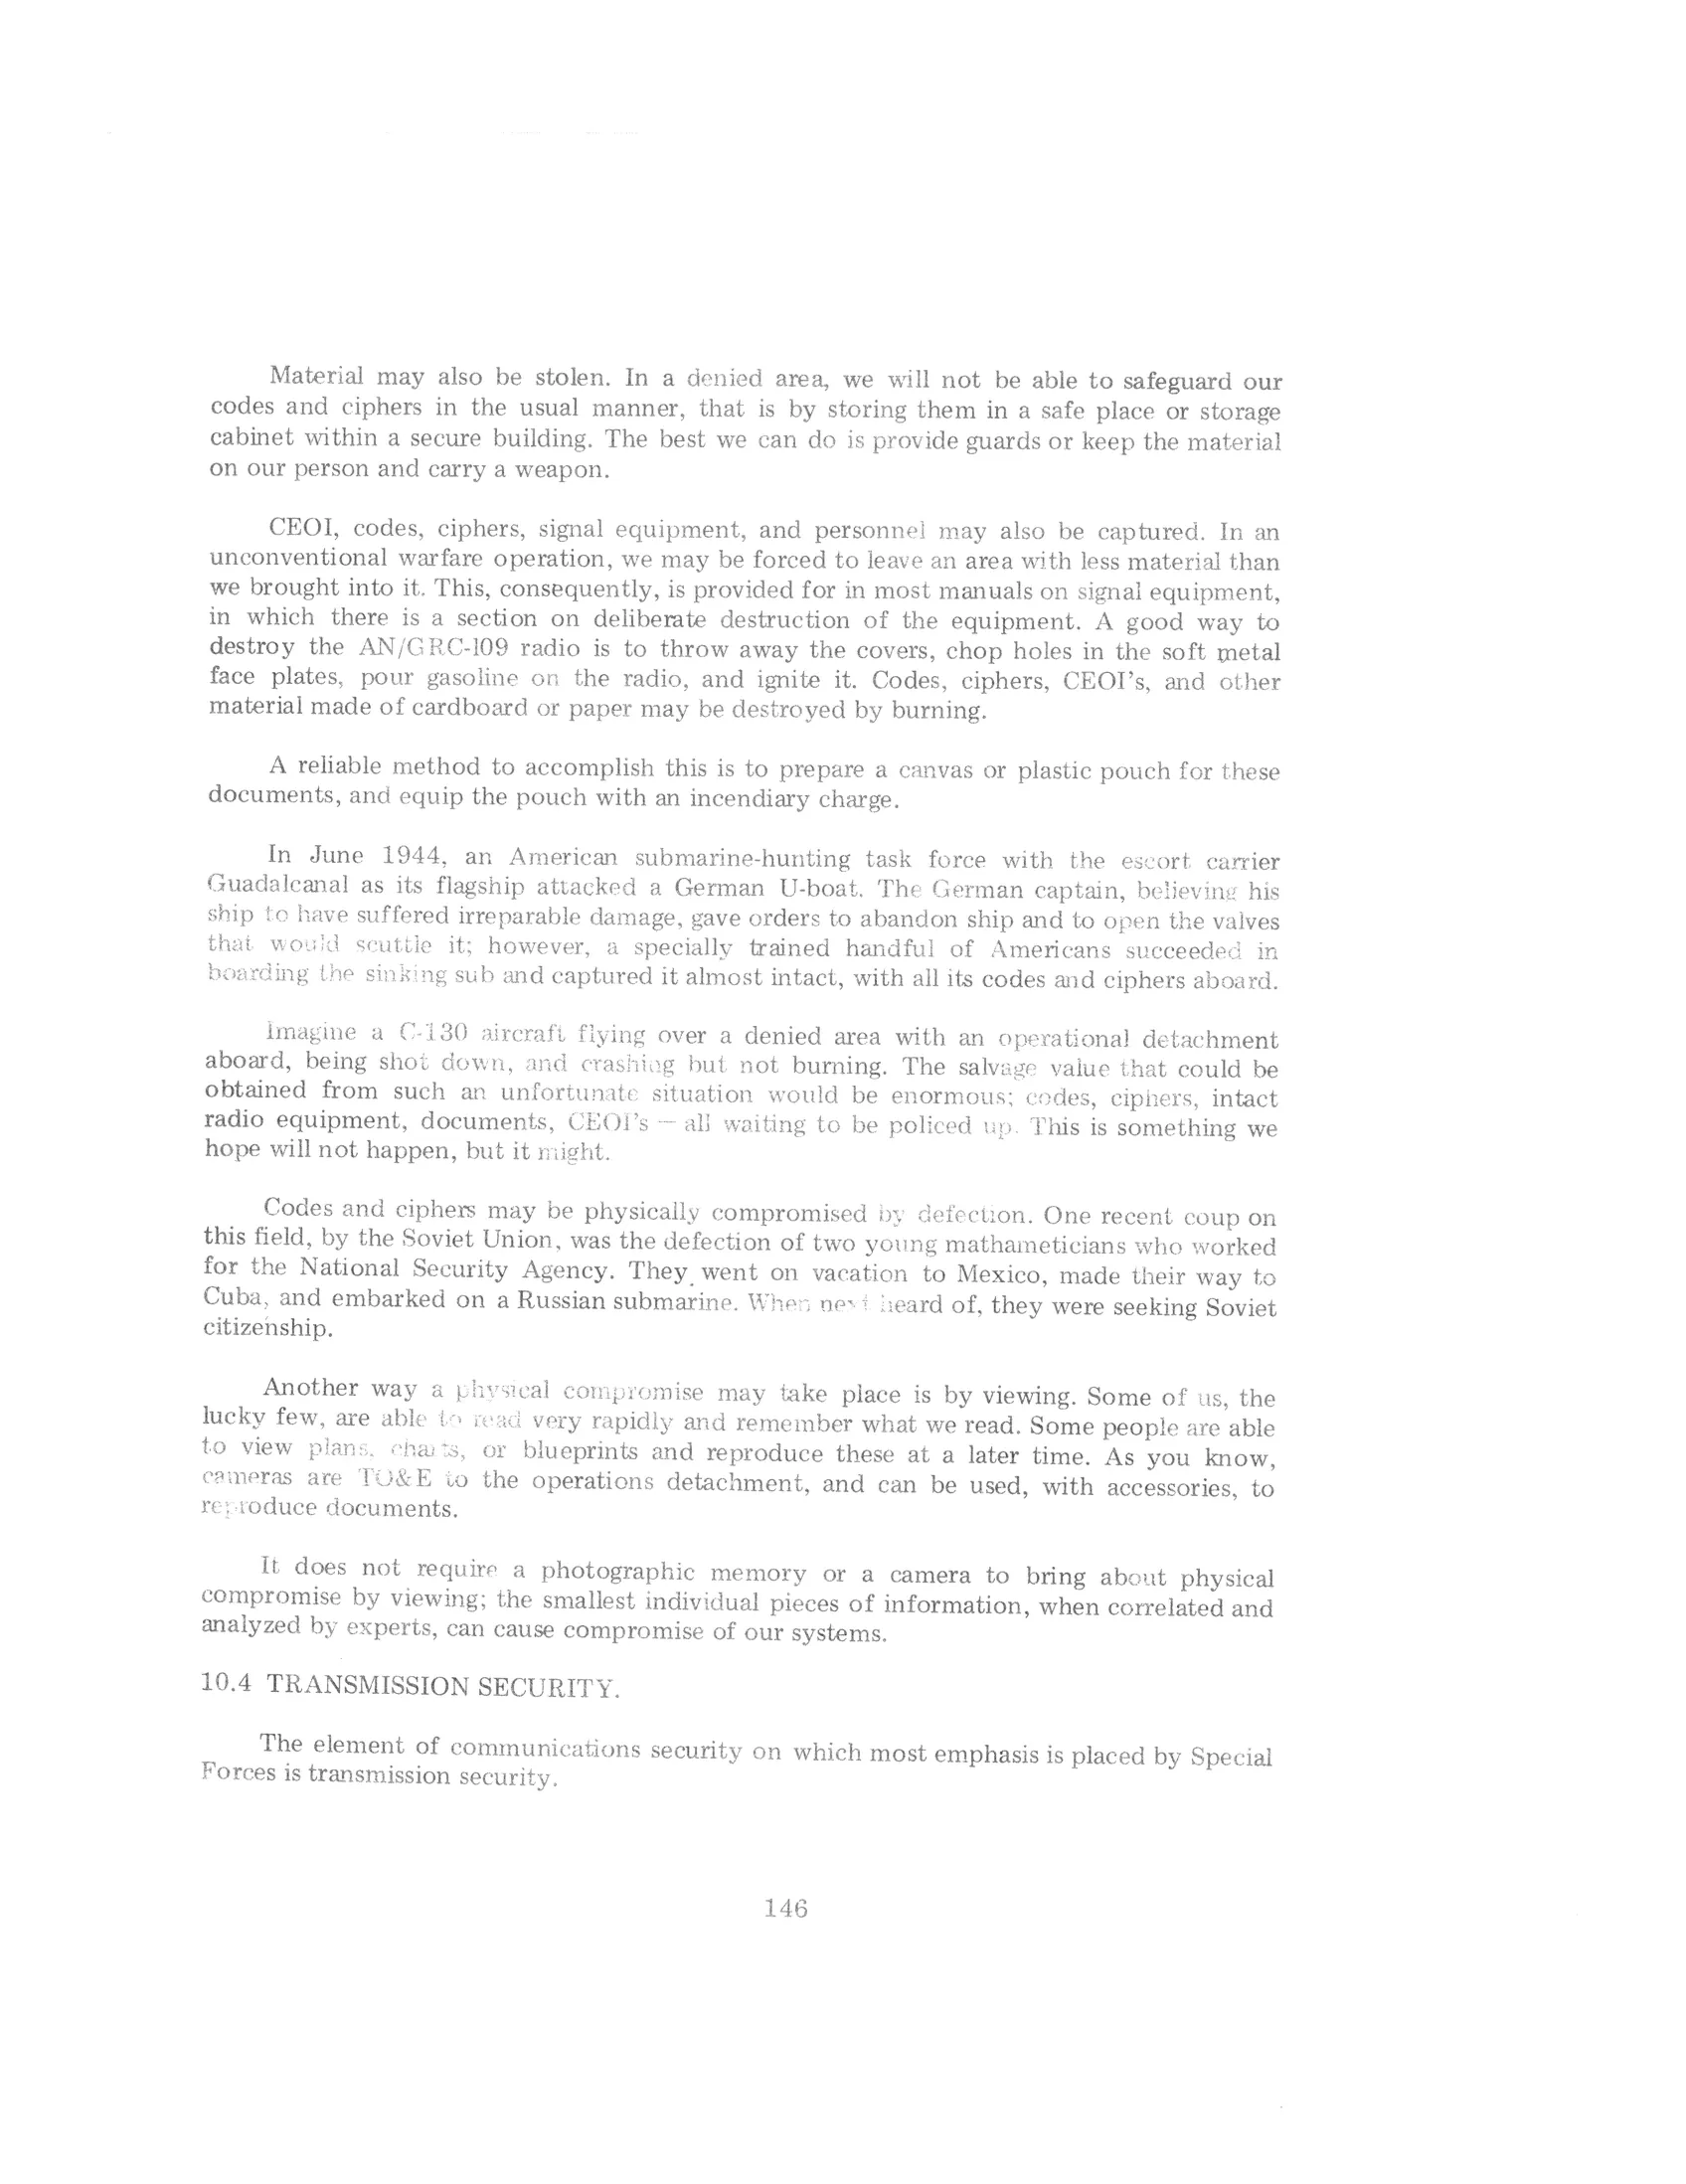 Material may also be stolen. In a denied area, we will not be able to safeguard our
codes and ciphers in the usual manner, that is by storing them in a safe place or storage
cabinet within a secure building. The best we can do is provide guards or keep the material
on our person and carry a weapon.
CEOI, codes, ciphers, signal equipment, and personnel may also be captured. In an
unconventional warfare operation, we may be forced to leave an area with less material than
we brought into it. This, consequently, is provided for in most manuals on signal equipment,
in which there is a section on deliberate destruction of the equipment. A good way to
destroy the AN/GRC-109 radio is to throw away the covers, chop holes in the soft metal
face plates, pour gasoline on the radio, and ignite it. Codes, ciphers, CEOI's, and other
material made of cardboard or paper may be destroyed by burning.
A reliable method to accomplish this is to prepare a canvas or plastic pouch for these
documents, and equip the pouch with an incendiary charge.
In June 1944, an American submarine-hunting task force with the escort carrier
Guadalcanal as its flagship attacked a German U-boat. The German captain, believing his
ship to have suffered irreparable damage, gave orders to abandon ship and to open the valves
that would scuttle it; however, a specially trained handful of Americans succeeded in
boarding the sinking sub and captured it almost intact, with all its codes and ciphers aboard.
Imagine a C-130 aircraft flying over a denied area with an operational detachment
aboard, being shot down, and crashing but not burning. The salvage value that could be
obtained from such an unfortunate situation would be enormous; codes, ciphers, intact
radio equipment, documents, CEOI's — all waiting to be policed up. This is something we
hope will not happen, but it might.
Codes and ciphers may be physically compromised by defection. One recent coup on
this field, by the Soviet Union, was the defection of two young mathameticians who worked
for the National Security Agency. They went on vacation to Mexico, made their way to
Cuba, and embarked on a Russian submarine. When next heard of, they were seeking Soviet
citizenship.
Another way a physical compromise may take place is by viewing. Some of us, the
lucky few, are able to read very rapidly and remember what we read. Some people are able
to view plans, charts, or blueprints and reproduce these at a later time. As you know,
cameras are TO&E to the operations detachment, and can be used, with accessories, to
reproduce documents.
It does not require a photographic memory or a camera to bring about physical
compromise by viewing; the smallest individual pieces of information, when correlated and
analyzed by experts, can cause compromise of our systems.
10.4 TRANSMISSION SECURITY.
The element of communications security on which most emphasis is placed by Special
Forces is transmission security.
146